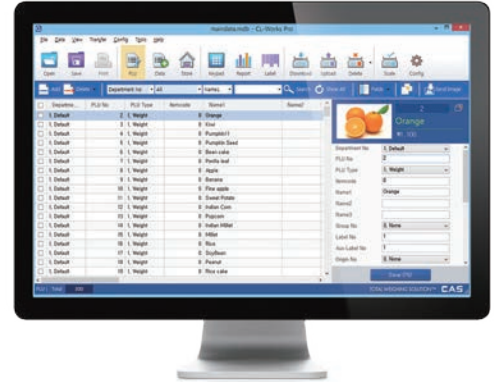 maindata.mdb - CL-Works Pro
File Data View Transfer Config Tools Help
Open Save Print PLU Data Store Keypad Report Label Download Upload Delete Scale Config
Add Delete Department No All Name1 Search Show All Fields Send Image
Departme... PLU No PLU Type Itemcode Name1 Name2
1. Default 2 1. Weight 0 Orange
1. Default 3 1. Weight 0 Kiwi
1. Default 4 1. Weight 0 Pumpkin11
1. Default 5 1. Weight 0 Pumpkin Seed
1. Default 6 1. Weight 0 Bean cake
1. Default 7 1. Weight 0 Perilla leaf
1. Default 8 1. Weight 0 Apple
1. Default 9 1. Weight 0 Banana
1. Default 10 1. Weight 0 Fine apple
1. Default 11 1. Weight 0 Sweet Potato
1. Default 12 1. Weight 0 Indian Corn
1. Default 13 1. Weight 0 Popcorn
1. Default 14 1. Weight 0 Indian Millet
1. Default 15 1. Weight 0 Millet
1. Default 16 1. Weight 0 Rice
1. Default 17 1. Weight 0 SoyBean
1. Default 18 1. Weight 0 Peanut
1. Default 19 1. Weight 0 Rice cake
2
Orange
100
Department No 1. Default
PLU No 2
PLU Type 1. Weight
Itemcode 0
Name1 Orange
Name2
Name3
Group No 0. None
Label No 1
Aux Label No 1
Origin No 0. None
PLU Total
TOTAL WEIGHING SOLUTION CAS